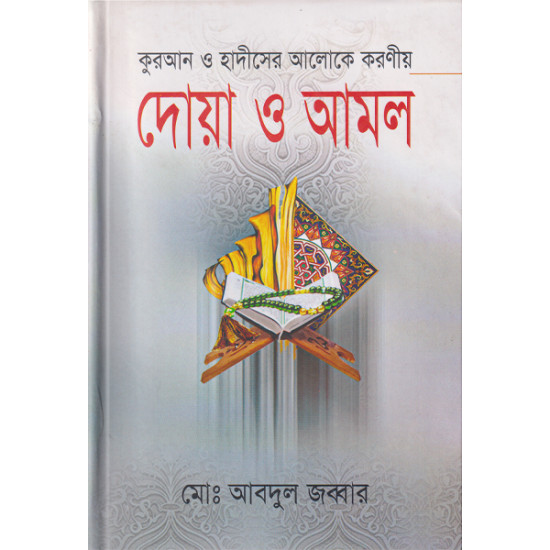 কুরআন ও হাদীসের আলোকে করণীয়
দোয়া ও আমল
মোঃ আবদুল জব্বার